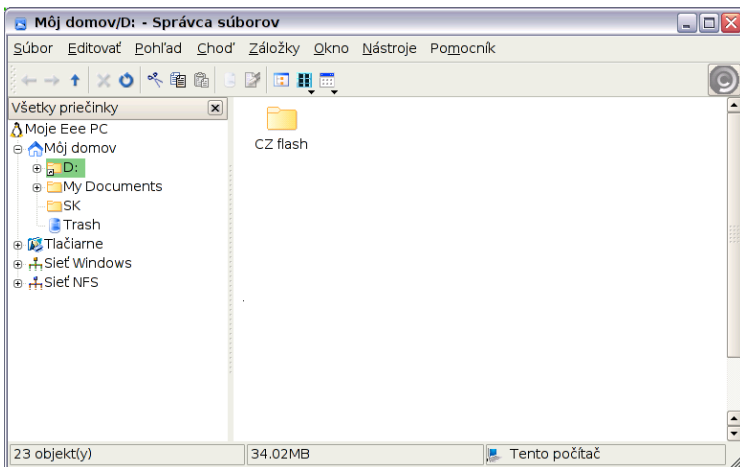 Môj domov/D: - Správca súborov
Súbor Editovať Pohľad Choď Záložky Okno Nástroje Pomocník
Všetky priečinky
Moje Eee PC
Môj domov
D:
My Documents
SK
Trash
Tlačiarne
Sieť Windows
Sieť NFS
CZ flash
23 objekt(y) 34.02MB Tento počítač